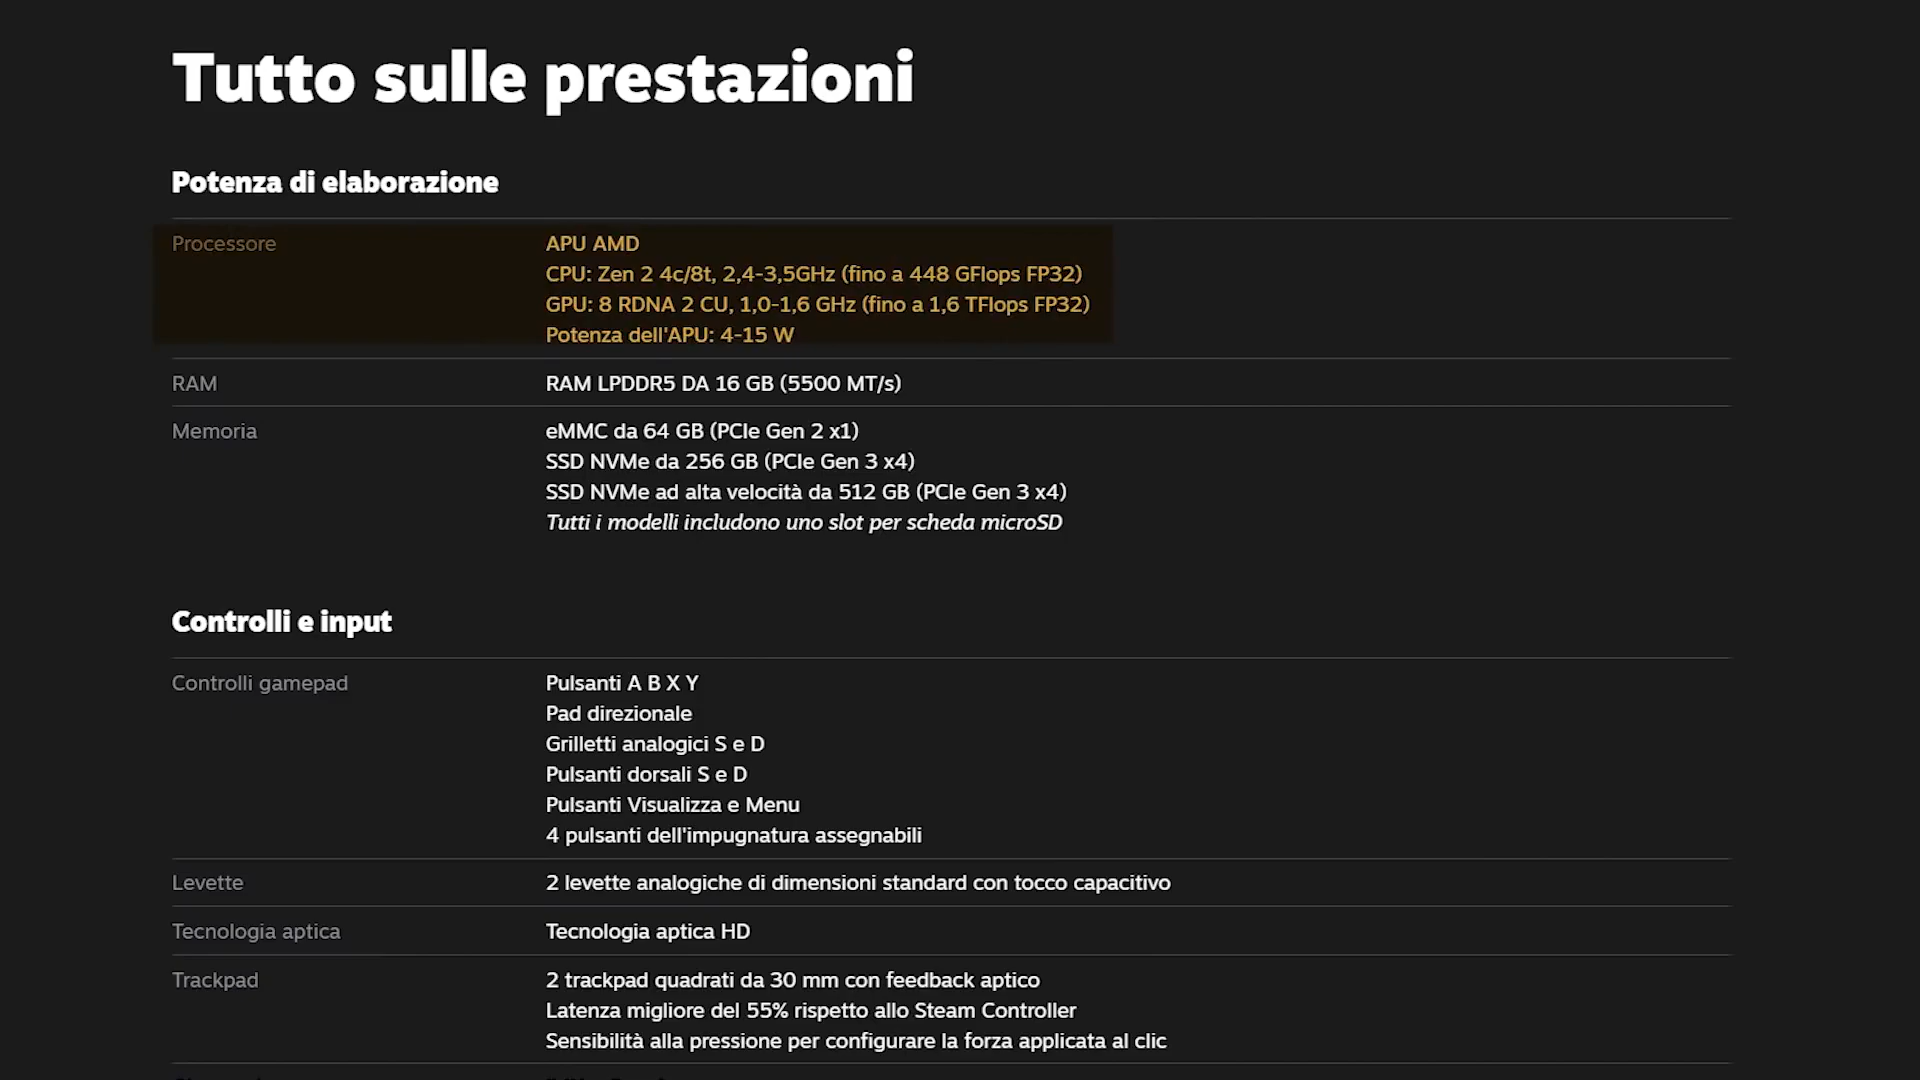 Tutto sulle prestazioni
Potenza di elaborazione
Processore
APU AMD
CPU: Zen 2 4c/8t, 2,4-3,5GHz (fino a 448 GFlops FP32)
GPU: 8 RDNA 2 CU, 1,0-1,6 GHz (fino a 1,6 TFlops FP32)
Potenza dell'APU: 4-15 W
RAM
RAM LPDDR5 DA 16 GB (5500 MT/s)
Memoria
eMMC da 64 GB (PCIe Gen 2 x1)
SSD NVMe da 256 GB (PCIe Gen 3 x4)
SSD NVMe ad alta velocità da 512 GB (PCIe Gen 3 x4)
Tutti i modelli includono uno slot per scheda microSD
Controlli e input
Controlli gamepad
Pulsanti A B X Y
Pad direzionale
Grilletti analogici S e D
Pulsanti dorsali S e D
Pulsanti Visualizza e Menu
4 pulsanti dell'impugnatura assegnabili
Levette
2 levette analogiche di dimensioni standard con tocco capacitivo
Tecnologia aptica
Tecnologia aptica HD
Trackpad
2 trackpad quadrati da 30 mm con feedback aptico
Latenza migliore del 55% rispetto allo Steam Controller
Sensibilità alla pressione per configurare la forza applicata al clic